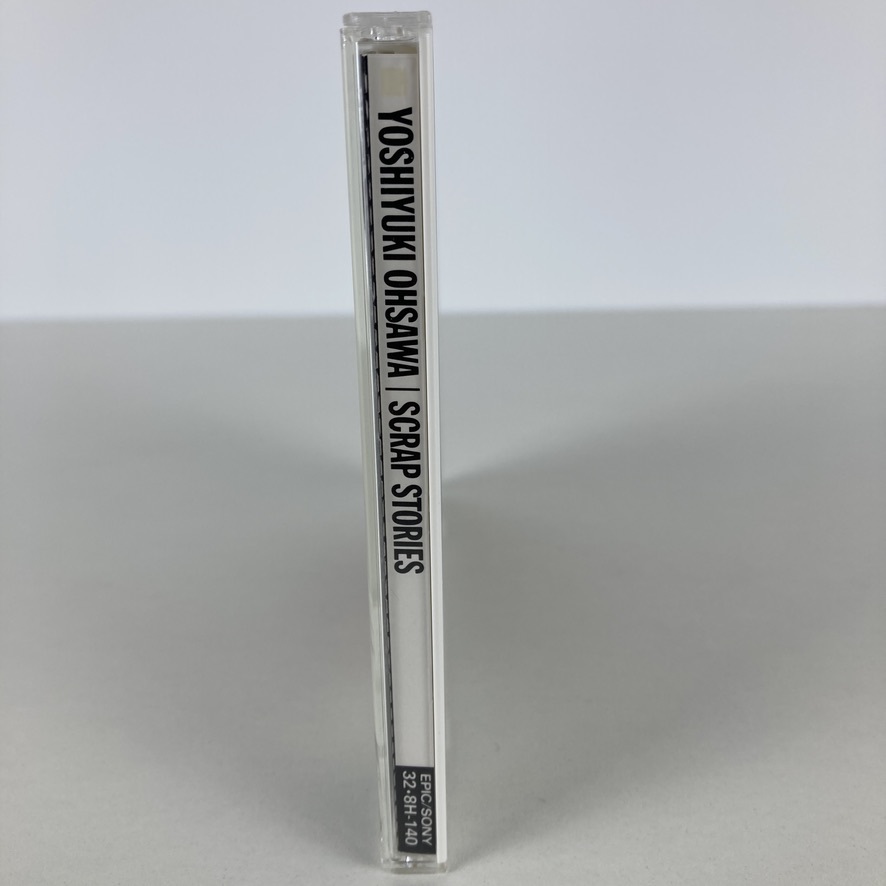 YOSHIYUKI OHSAWA | SCRAP STORIES
EPIC/SONY
32・8H-140